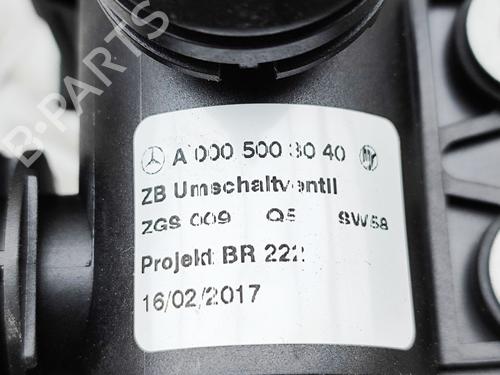 B-PARTS
A 000 500 30 40
ZB Umschaltventil
ZGS 009 Q5 SW58
Projekt BR 222
16/02/2017